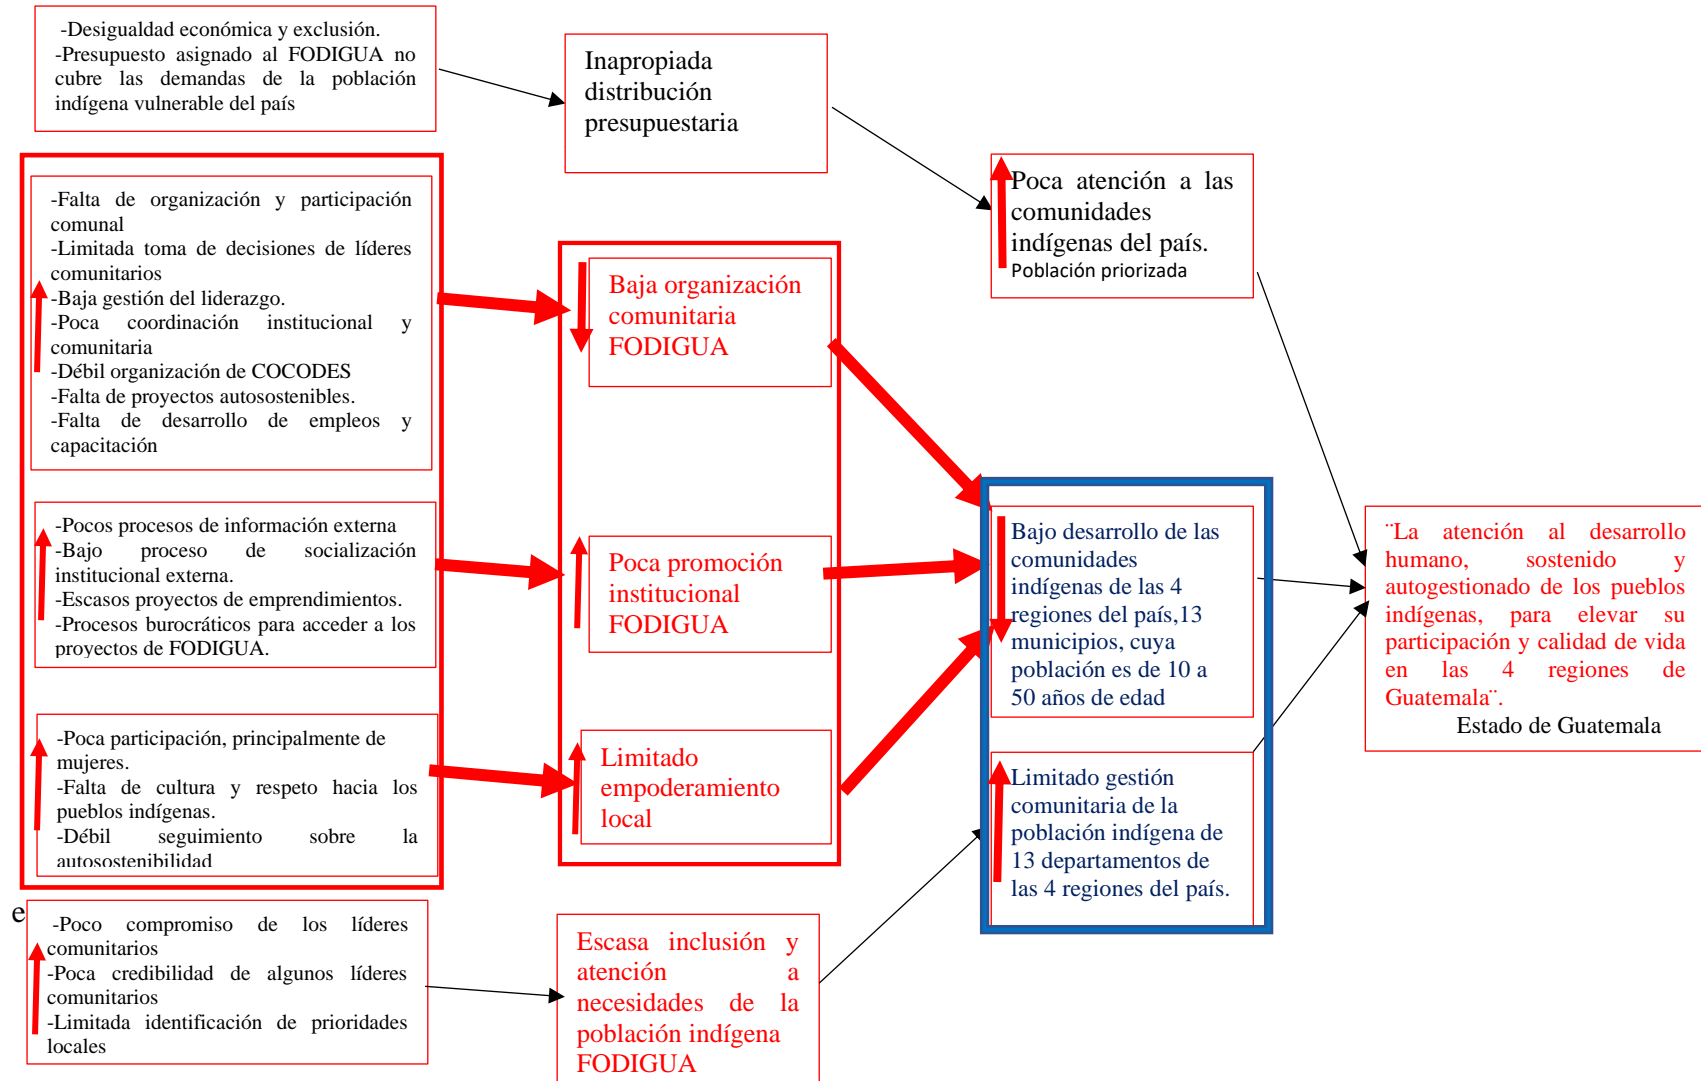 -Desigualdad económica y exclusión.
-Presupuesto asignado al FODIGUA no
cubre las demandas de la población
indígena vulnerable del país
-Falta de organización y participación
comunal
-Limitada toma de decisiones de líderes
comunitarios
-Baja gestión del liderazgo.
-Poca coordinación institucional y
comunitaria
-Débil organización de COCODES
-Falta de proyectos autosostenibles.
-Falta de desarrollo de empleos y
capacitación
-Pocos procesos de información externa
-Bajo proceso de socialización
institucional externa.
-Escasos proyectos de emprendimientos.
-Procesos burocráticos para acceder a los
proyectos de FODIGUA.
-Poca participación, principalmente de
mujeres.
-Falta de cultura y respeto hacia los
pueblos indígenas.
-Débil seguimiento sobre la
autosostenibilidad
e
-Poco compromiso de los líderes
comunitarios
-Poca credibilidad de algunos líderes
comunitarios
-Limitada identificación de prioridades
locales
Inapropiada
distribución
presupuestaria
Baja organización
comunitaria
FODIGUA
Poca promoción
institucional
FODIGUA
Limitado
empoderamiento
local
Escasa inclusión y
atención a
necesidades de la
población indígena
FODIGUA
Poca atención a las
comunidades
indígenas del país.
Población priorizada
Bajo desarrollo de las
comunidades
indígenas de las 4
regiones del país,13
municipios, cuya
población es de 10 a
50 años de edad
Limitado gestión
comunitaria de la
población indígena de
13 departamentos de
las 4 regiones del país.
¨La atención al desarrollo
humano, sostenido y
autogestionado de los pueblos
indígenas, para elevar su
participación y calidad de vida
en las 4 regiones de
Guatemala¨.
Estado de Guatemala